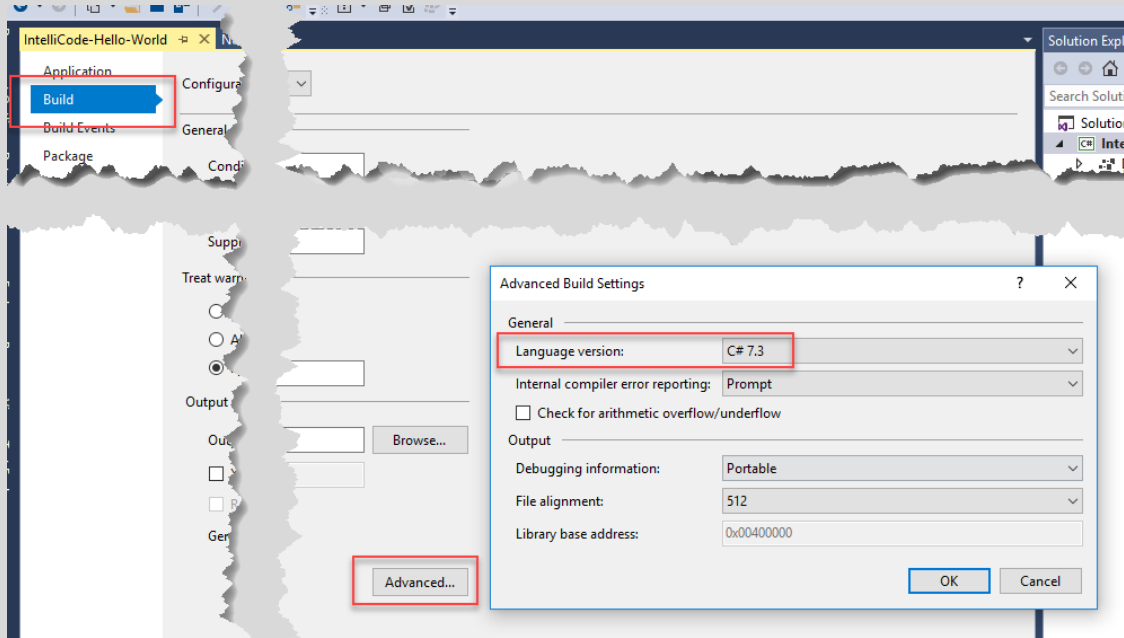 IntelliCode-Hello-World
Solution Expl
Application
Configura
Build
Search Soluti
Build Events
General
Solution
C# Inte
Package
Condi
Suppr
Treat warn
Advanced Build Settings
General
Language version: C# 7.3
Internal compiler error reporting: Prompt
Check for arithmetic overflow/underflow
Output
Browse...
Output
Debugging information: Portable
File alignment: 512
Library base address: 0x00400000
Advanced...
OK Cancel